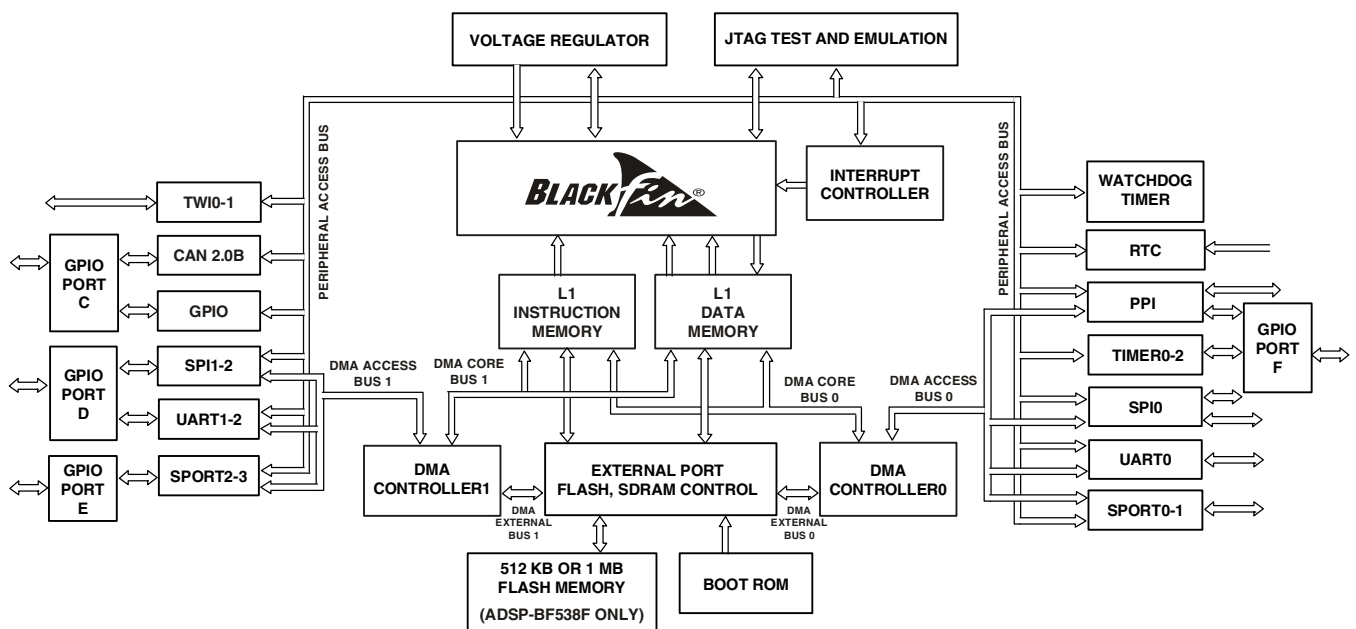 VOLTAGE REGULATOR
JTAG TEST AND EMULATION
PERIPHERAL ACCESS BUS
BLACKfin®
INTERRUPT
CONTROLLER
PERIPHERAL ACCESS BUS
TWI0-1
CAN 2.0B
GPIO
SPI1-2
UART1-2
SPORT2-3
GPIO
PORT
C
GPIO
PORT
D
GPIO
PORT
E
L1
INSTRUCTION
MEMORY
L1
DATA
MEMORY
WATCHDOG
TIMER
RTC
PPI
TIMER0-2
SPI0
UART0
SPORT0-1
GPIO
PORT
F
DMA ACCESS
BUS 1
DMA CORE
BUS 1
DMA CORE
BUS 0
DMA ACCESS
BUS 0
DMA
CONTROLLER1
EXTERNAL PORT
FLASH, SDRAM CONTROL
DMA
CONTROLLER0
DMA
EXTERNAL
BUS 1
DMA
EXTERNAL
BUS 0
512 KB OR 1 MB
FLASH MEMORY
(ADSP-BF538F ONLY)
BOOT ROM